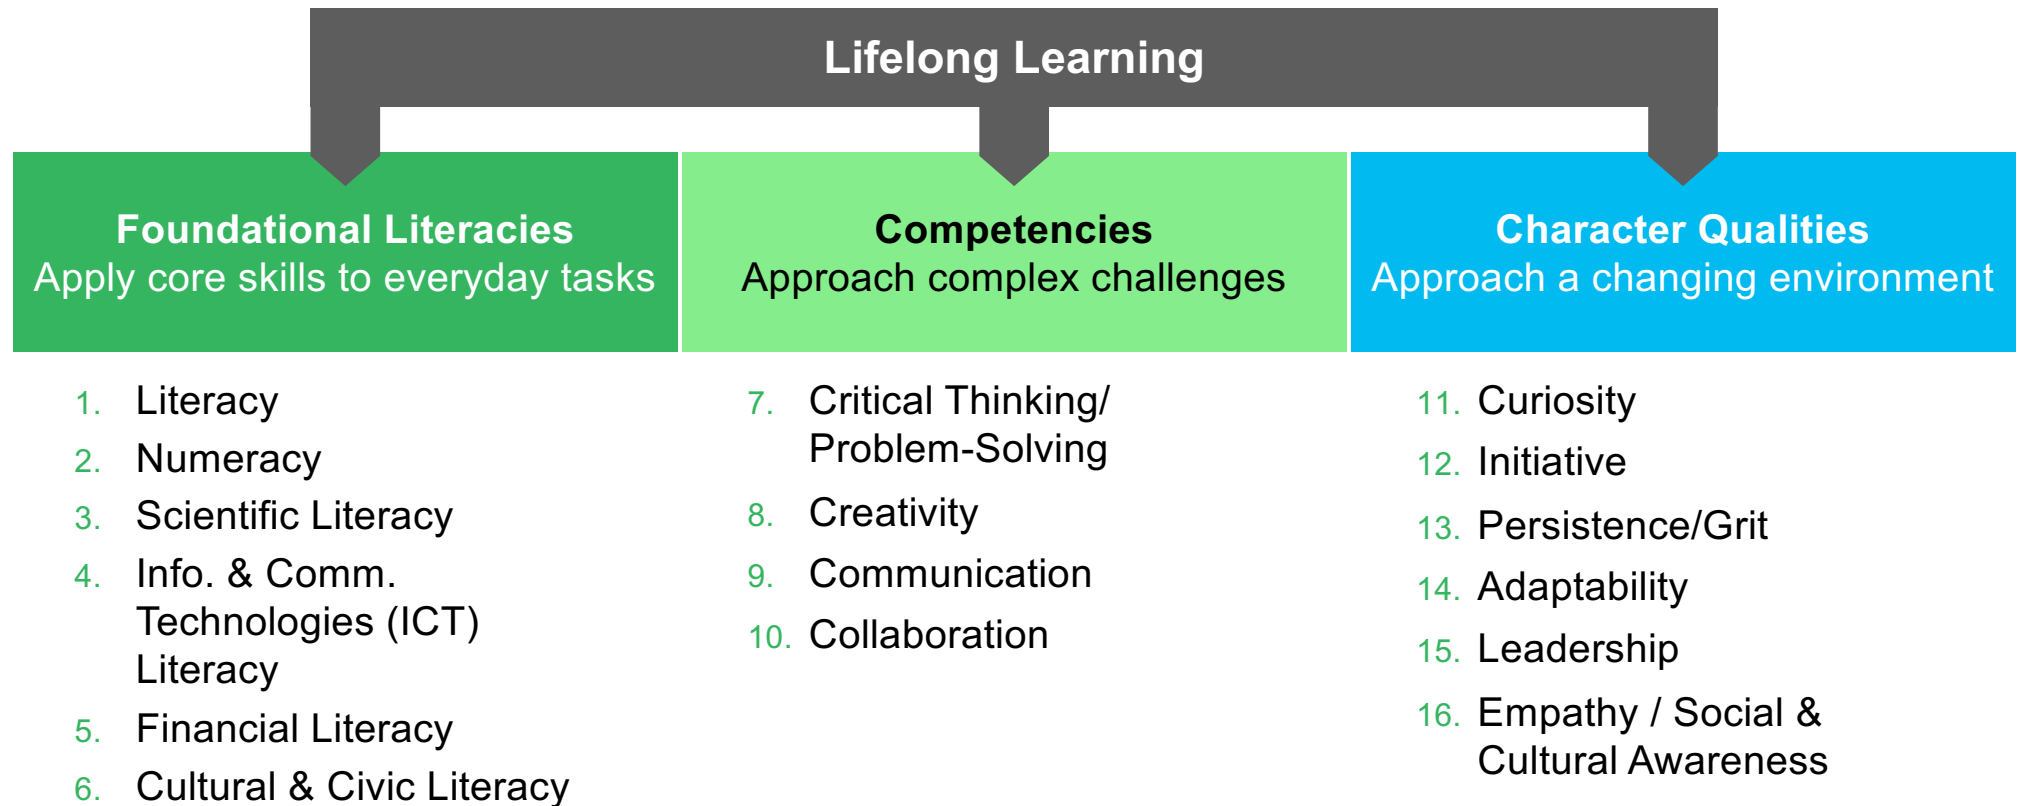 Lifelong Learning
Foundational Literacies
Apply core skills to everyday tasks
1. Literacy
2. Numeracy
3. Scientific Literacy
4. Info. & Comm.
Technologies (ICT)
Literacy
5. Financial Literacy
6. Cultural & Civic Literacy
Competencies
Approach complex challenges
7. Critical Thinking/
Problem-Solving
8. Creativity
9. Communication
10. Collaboration
Character Qualities
Approach a changing environment
11. Curiosity
12. Initiative
13. Persistence/Grit
14. Adaptability
15. Leadership
16. Empathy / Social &
Cultural Awareness